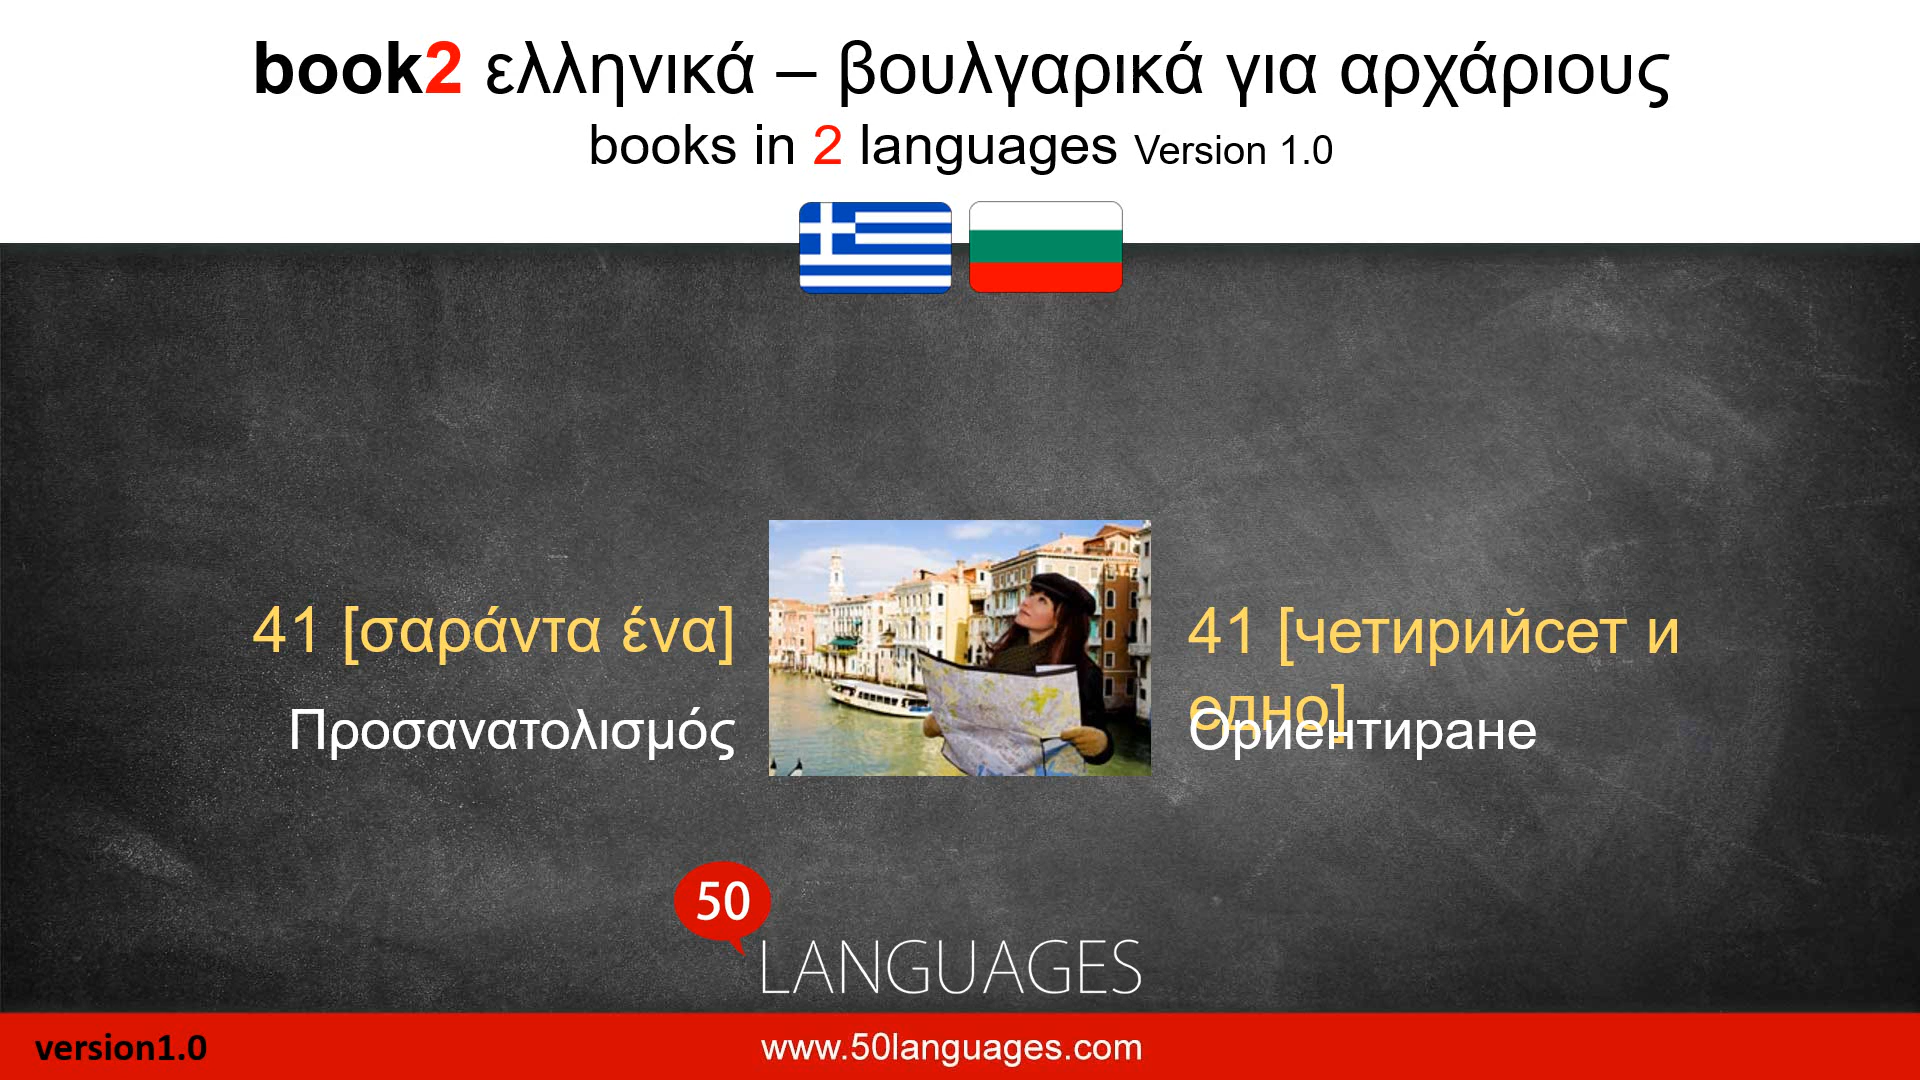 book2 ελληνικά – βουλγαρικά για αρχάριους
books in 2 languages Version 1.0
41 [σαράντα ένα]
Προσανατολισμός
41 [четирийсет и
едно]
Ориентиране
50
LANGUAGES
version1.0
www.50languages.com